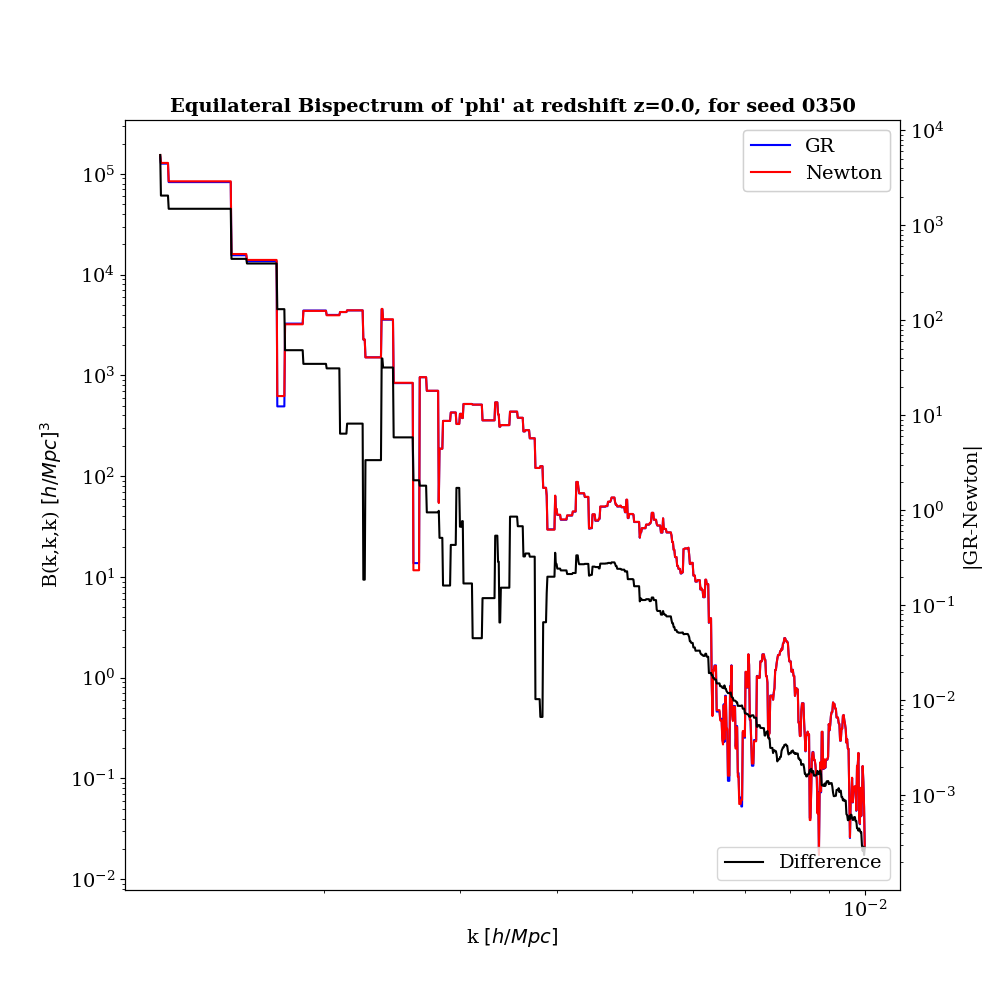 Equilateral Bispectrum of 'phi' at redshift z=0.0, for seed 0350
GR
Newton
10⁵
10⁴
10³
10²
10¹
10⁰
10⁻¹
10⁻²
B(k,k,k) [h/Mpc]³
10⁴
10³
10²
10¹
10⁰
10⁻¹
10⁻²
10⁻³
|GR-Newton|
Difference
10⁻²
k [h/Mpc]